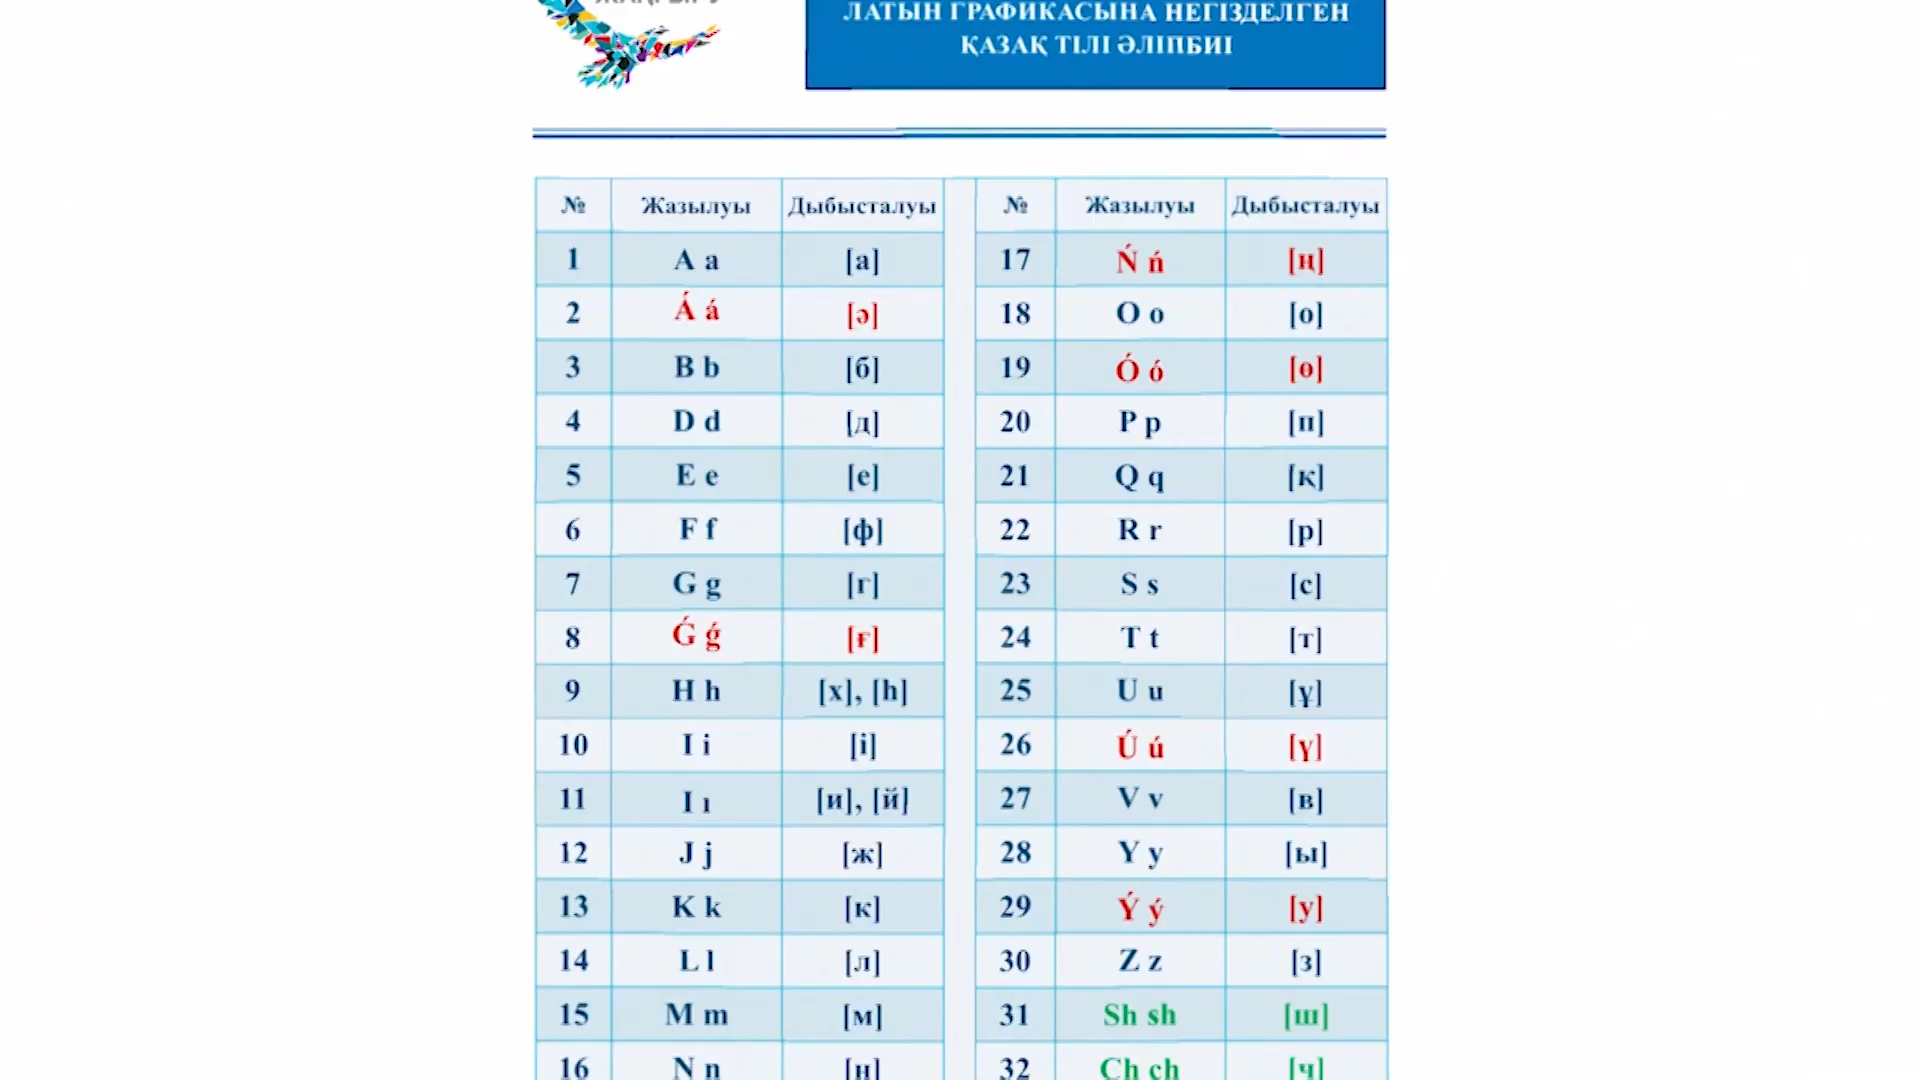 ЛАТЫН ГРАФИКАСЫНА НЕГІЗДЕЛГЕН
ҚАЗАҚ ТІЛІ ӘЛІПБИІ
№ Жазылуы Дыбысталуы № Жазылуы Дыбысталуы
1 A a [а] 17 Ń ń [ң]
2 Á á [ә] 18 O o [о]
3 B b [б] 19 Ó ó [ө]
4 D d [д] 20 P p [п]
5 E e [е] 21 Q q [қ]
6 F f [ф] 22 R r [р]
7 G g [г] 23 S s [с]
8 Ǵ ǵ [ғ] 24 T t [т]
9 H h [х], [һ] 25 U u [ұ]
10 I i [і] 26 Ú ú [ү]
11 I ı [и], [й] 27 V v [в]
12 J j [ж] 28 Y y [ы]
13 K k [к] 29 Ý ý [у]
14 L l [л] 30 Z z [з]
15 M m [м] 31 Sh sh [ш]
16 N n [н] 32 Ch ch [ч]